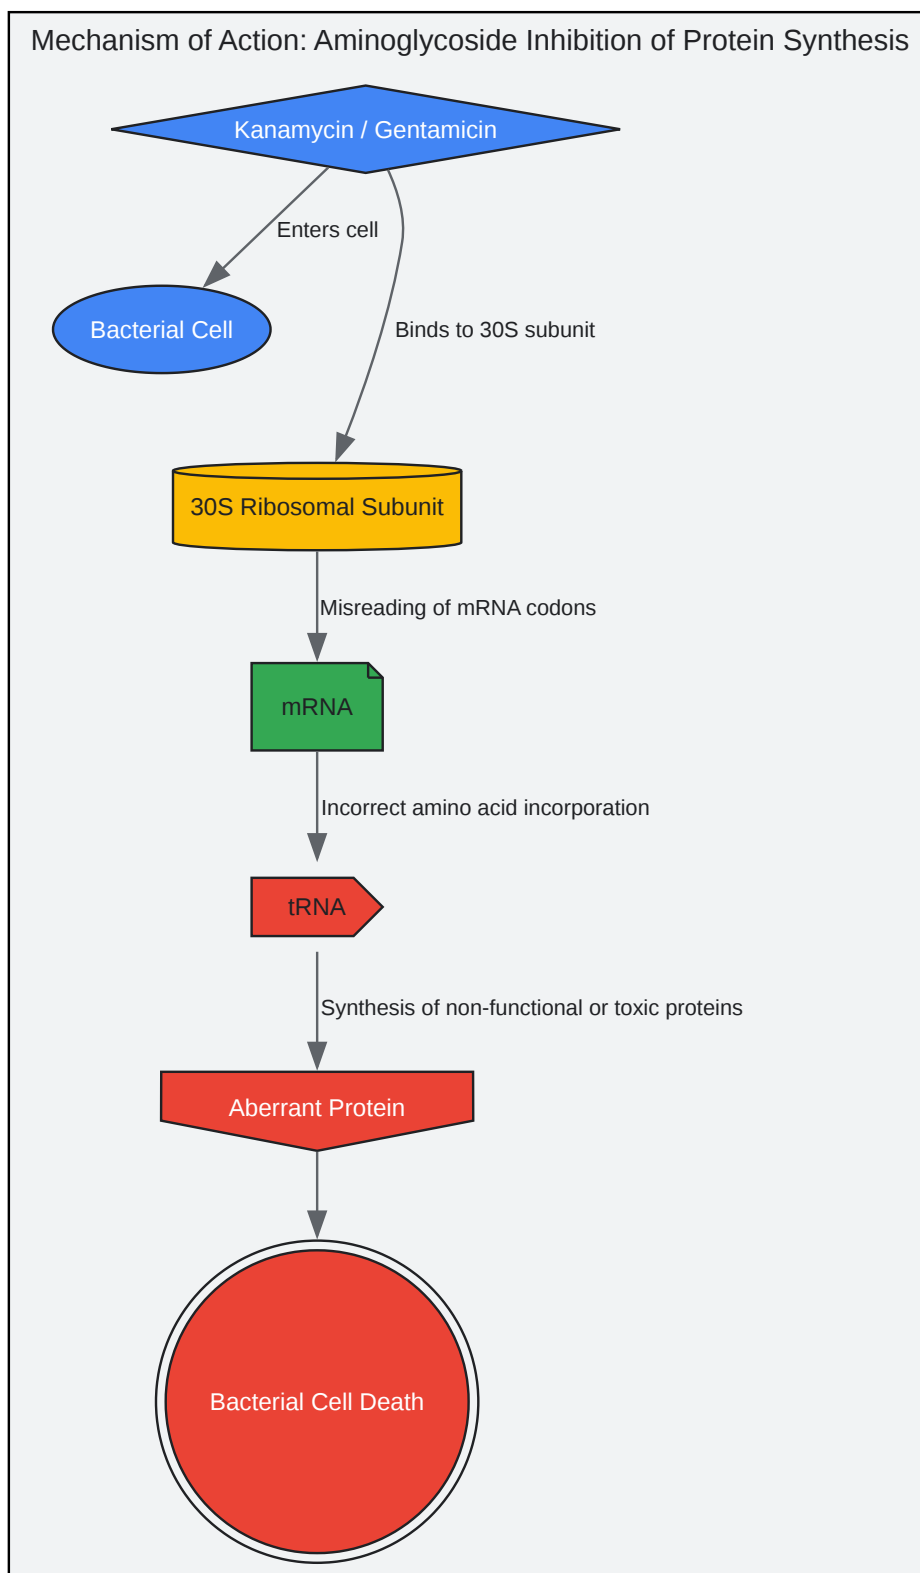 Mechanism of Action: Aminoglycoside Inhibition of Protein Synthesis
Kanamycin / Gentamicin
Enters cell
Bacterial Cell
Binds to 30S subunit
30S Ribosomal Subunit
Misreading of mRNA codons
mRNA
Incorrect amino acid incorporation
tRNA
Synthesis of non-functional or toxic proteins
Aberrant Protein
Bacterial Cell Death